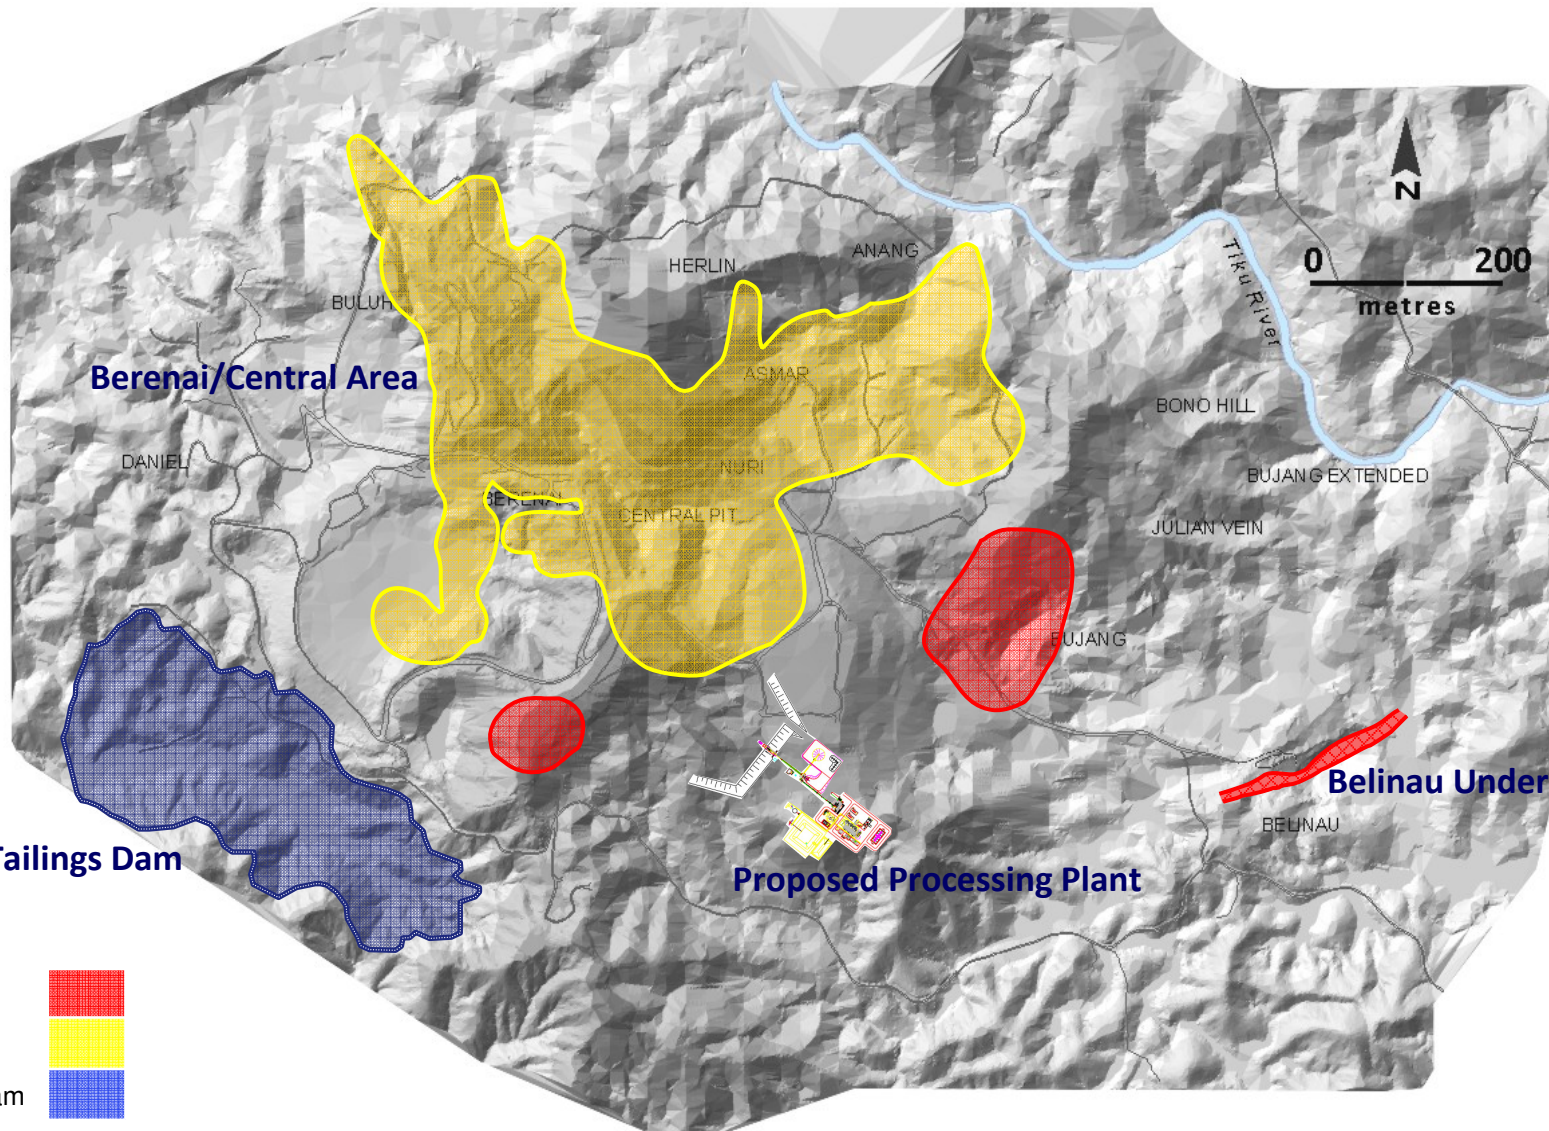 N
0 200
metres
Tiku River
ANANG
HERLIN
BULUH
Berenai/Central Area
ASMAR
BONO HILL
DANIEL
NURI
BUJANG EXTENDED
BERENAI
CENTRAL PIT
JULIAN VEIN
BUJANG
Belinau Under
BELINAU
Tailings Dam
Proposed Processing Plant
am